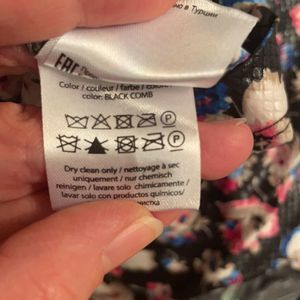 но в Турции
EAC
Color / couleur / farbe /
color: BLACK COMB
P
P
Dry clean only / nettoyage à sec
uniquement / nur chemisch
reinigen / lavare solo chimicamente /
lavar solo con productos químicos/
чистка